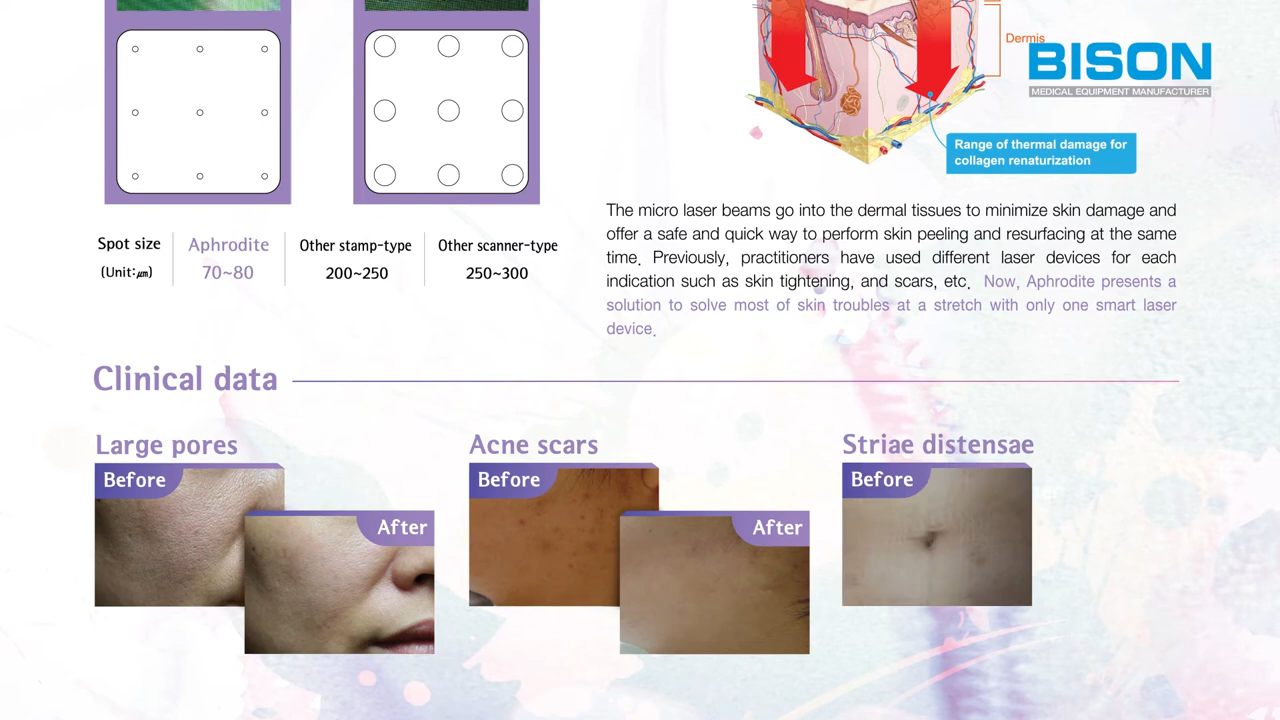 Dermis
BISON
MEDICAL EQUIPMENT MANUFACTURER
Range of thermal damage for
collagen renaturization
Spot size
(Unit:㎛)
Aphrodite
70~80
Other stamp-type
200~250
Other scanner-type
250~300
The micro laser beams go into the dermal tissues to minimize skin damage and
offer a safe and quick way to perform skin peeling and resurfacing at the same
time. Previously, practitioners have used different laser devices for each
indication such as skin tightening, and scars, etc. Now, Aphrodite presents a
solution to solve most of skin troubles at a stretch with only one smart laser
device.
Clinical data
Large pores
Before
After
Acne scars
Before
After
Striae distensae
Before